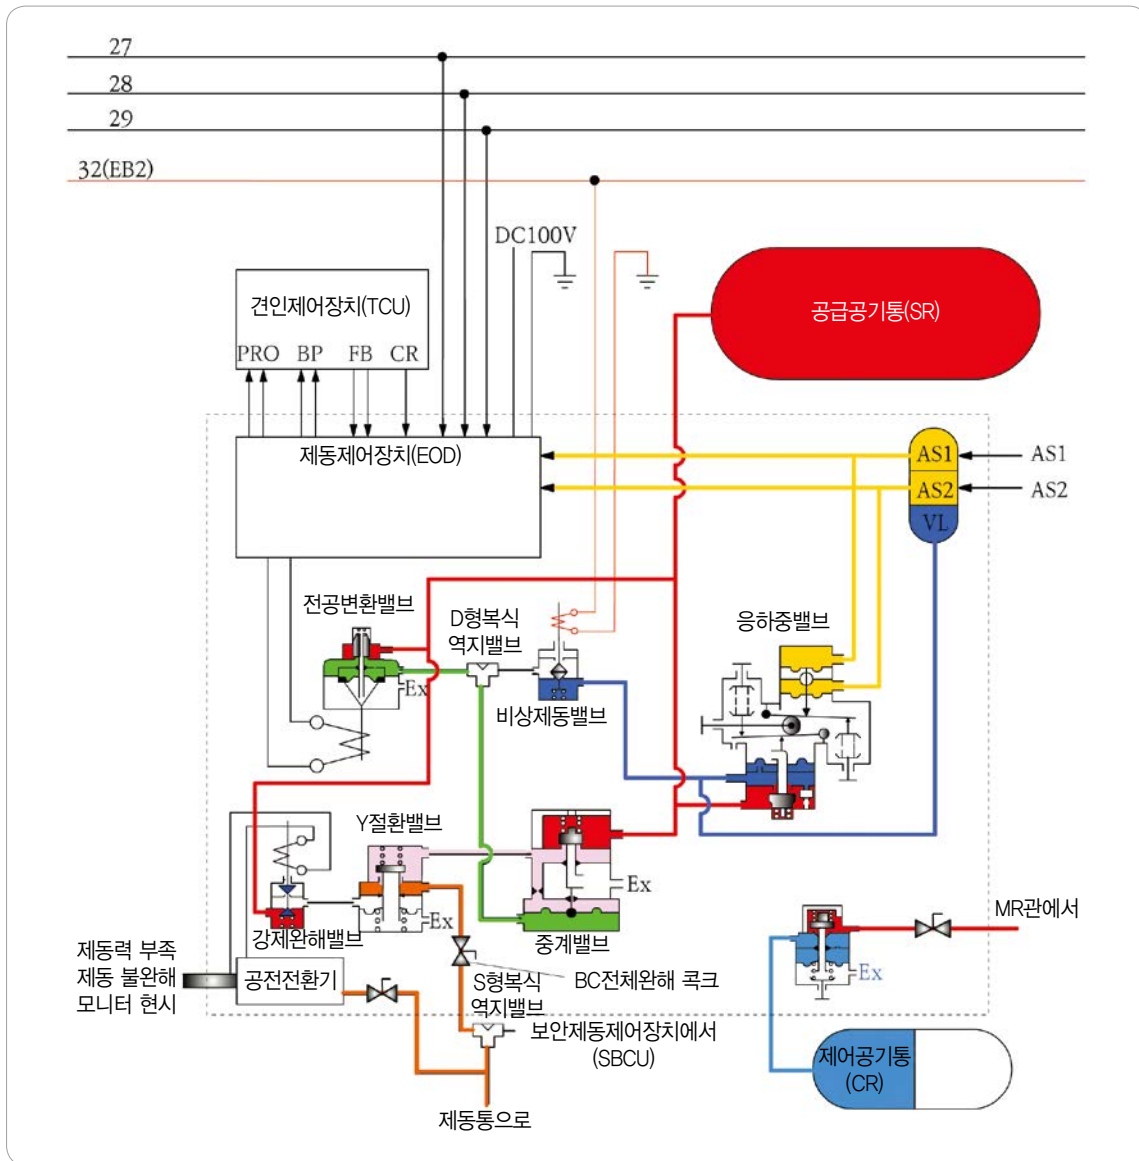 27
28
29
32(EB2)
DC100V
견인제어장치(TCU)
PRO BP FB CR
공급공기통(SR)
제동제어장치(EOD)
AS1 AS1
AS2 AS2
VL
전공변환밸브
D형복식
역지밸브
응하중밸브
Ex
비상제동밸브
Y절환밸브
Ex
Ex
강제완해밸브
중계밸브
MR관에서
제동력 부족
제동 불완해
모니터 현시
공전전환기
S형복식
역지밸브
BC전체완해 콕크
Ex
보안제동제어장치에서
(SBCU)
제어공기통
(CR)
제동통으로